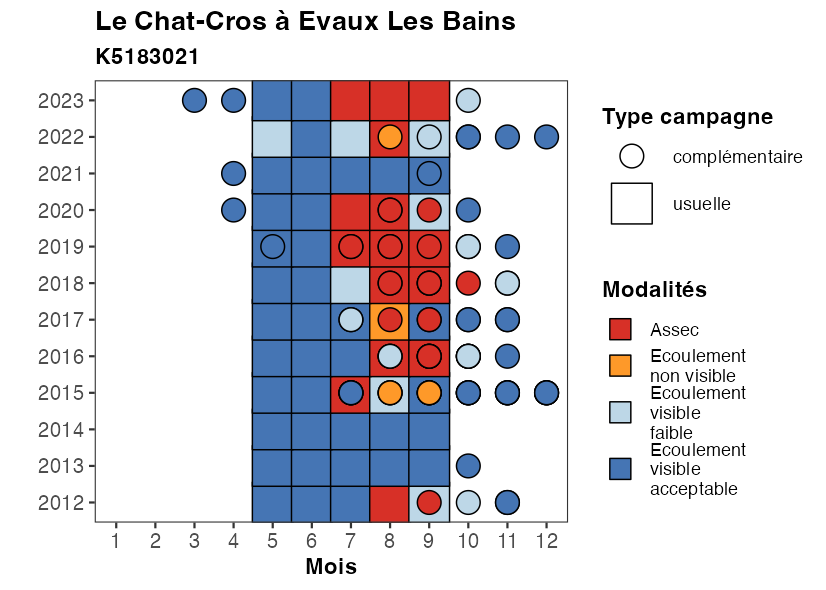 Le Chat-Cros à Evaux Les Bains
K5183021
2023
2022
2021
2020
2019
2018
2017
2016
2015
2014
2013
2012
1 2 3 4 5 6 7 8 9 10 11 12
Mois
Type campagne
complémentaire
usuelle
Modalités
Assec
Ecoulement
non visible
Ecoulement
visible
faible
Ecoulement
visible
acceptable